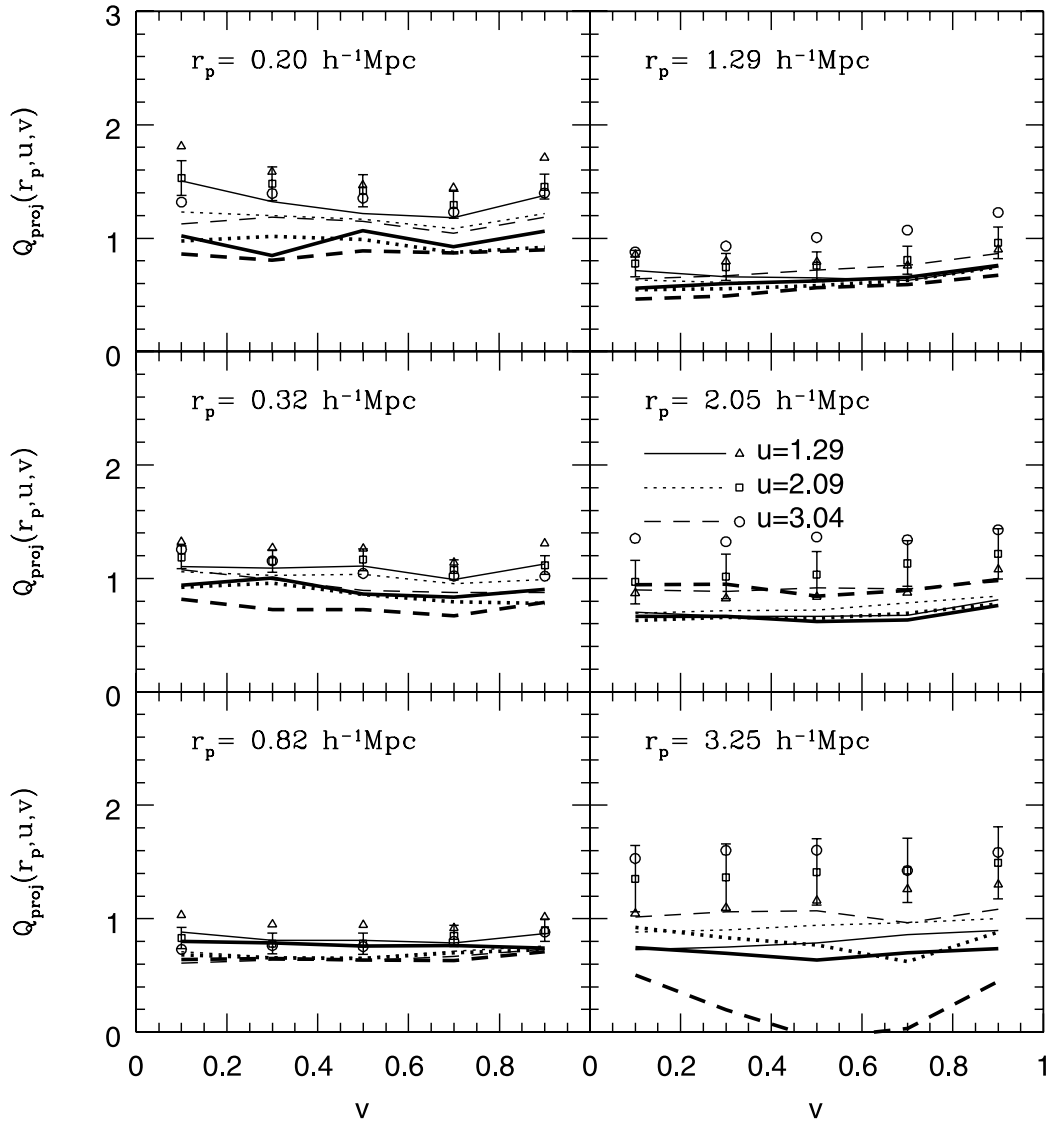 3
r_p= 0.20 h⁻¹Mpc
r_p= 1.29 h⁻¹Mpc
2
Q_proj(r_p,u,v)
1
0
r_p= 0.32 h⁻¹Mpc
r_p= 2.05 h⁻¹Mpc
u=1.29
2
u=2.09
u=3.04
Q_proj(r_p,u,v)
1
0
r_p= 0.82 h⁻¹Mpc
r_p= 3.25 h⁻¹Mpc
2
Q_proj(r_p,u,v)
1
0
0 0.2 0.4 0.6 0.8 0 0.2 0.4 0.6 0.8 1
v v